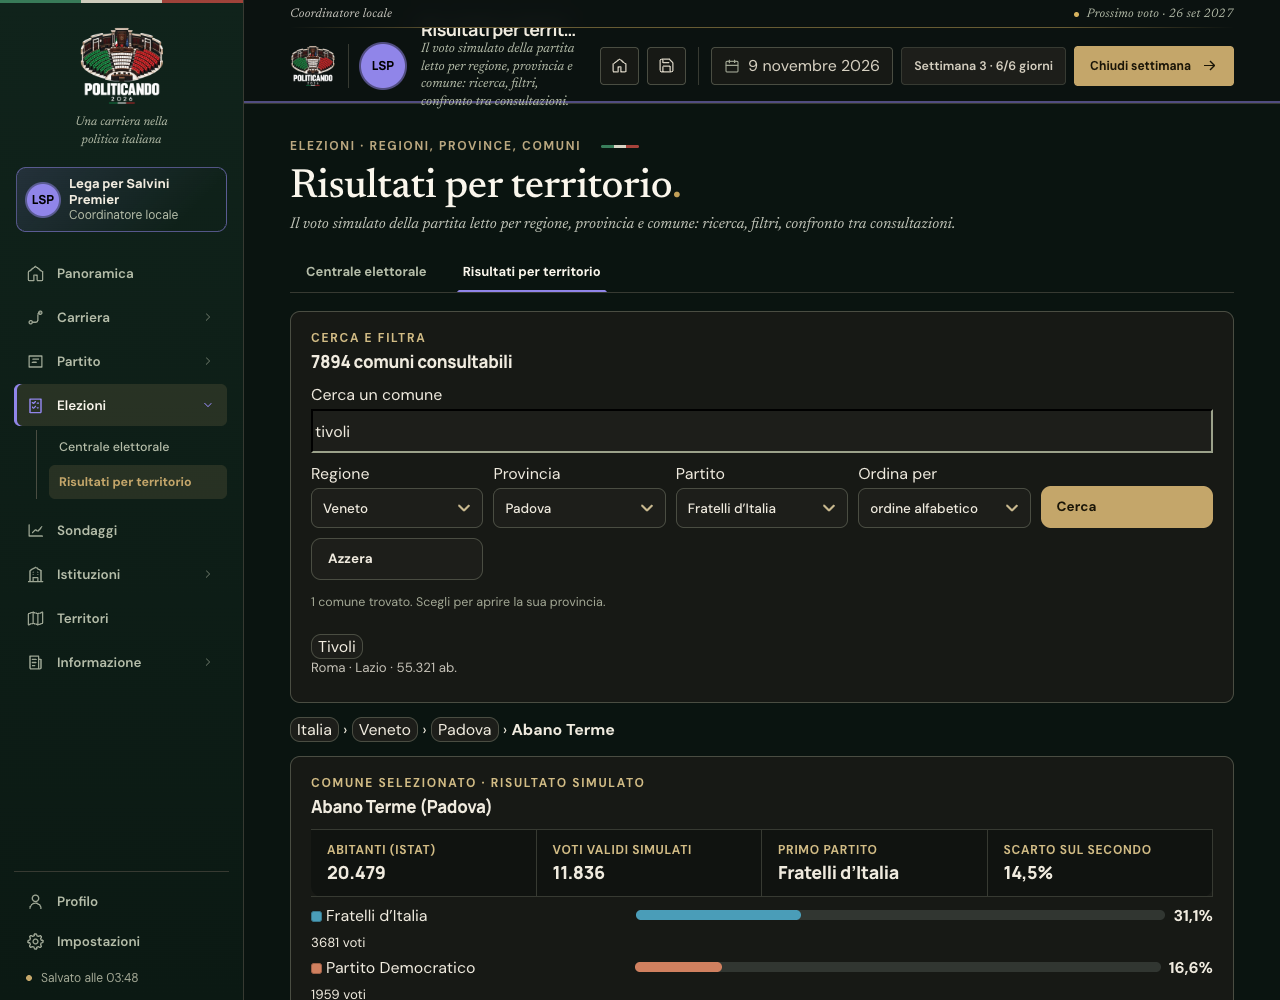 POLITICANDO
2026
Una carriera nella
politica italiana
LSP
Lega per Salvini
Premier
Coordinatore locale
Panoramica
Carriera
Partito
Elezioni
Centrale elettorale
Risultati per territorio
Sondaggi
Istituzioni
Territori
Informazione
Profilo
Impostazioni
Salvato alle 03:48
Coordinatore locale
Prossimo voto · 26 set 2027
POLITICANDO
LSP
Risultati per territ...
Il voto simulato della partita
letto per regione, provincia e
comune: ricerca, filtri,
confronto tra consultazioni.
9 novembre 2026
Settimana 3 · 6/6 giorni
Chiudi settimana
ELEZIONI · REGIONI, PROVINCE, COMUNI
Risultati per territorio.
Il voto simulato della partita letto per regione, provincia e comune: ricerca, filtri, confronto tra consultazioni.
Centrale elettorale
Risultati per territorio
CERCA E FILTRA
7894 comuni consultabili
Cerca un comune
tivoli
Regione Provincia Partito Ordina per
Veneto Padova Fratelli d’Italia ordine alfabetico Cerca
Azzera
1 comune trovato. Scegli per aprire la sua provincia.
Tivoli
Roma · Lazio · 55.321 ab.
Italia › Veneto › Padova › Abano Terme
COMUNE SELEZIONATO · RISULTATO SIMULATO
Abano Terme (Padova)
ABITANTI (ISTAT) VOTI VALIDI SIMULATI PRIMO PARTITO SCARTO SUL SECONDO
20.479 11.836 Fratelli d’Italia 14,5%
Fratelli d’Italia 31,1%
3681 voti
Partito Democratico 16,6%
1959 voti